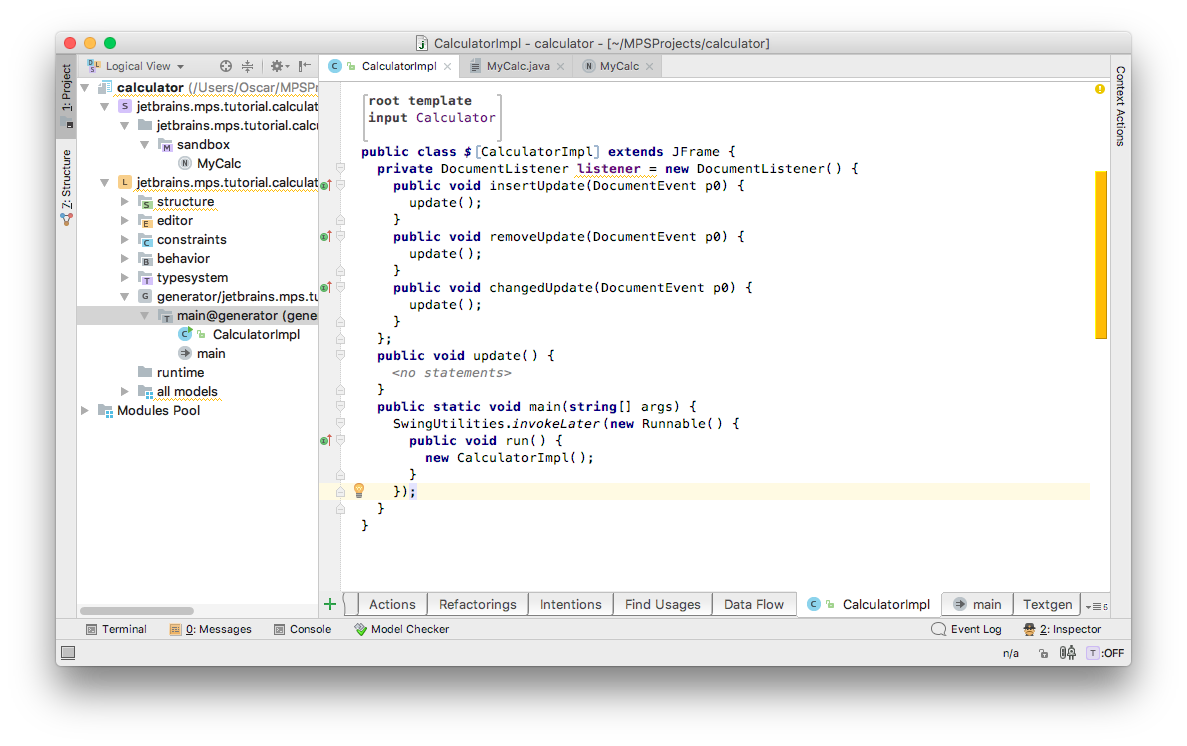 CalculatorImpl - calculator - [~/MPSProjects/calculator]
1: Project
Z: Structure
Logical View
calculator (/Users/Oscar/MPSPr
jetbrains.mps.tutorial.calculat
jetbrains.mps.tutorial.calcu
sandbox
MyCalc
jetbrains.mps.tutorial.calculat
structure
editor
constraints
behavior
typesystem
generator/jetbrains.mps.tu
main@generator (gene
CalculatorImpl
main
runtime
all models
Modules Pool
CalculatorImpl MyCalc.java MyCalc
root template
input Calculator
public class $[CalculatorImpl] extends JFrame {
private DocumentListener listener = new DocumentListener() {
public void insertUpdate(DocumentEvent p0) {
update();
}
public void removeUpdate(DocumentEvent p0) {
update();
}
public void changedUpdate(DocumentEvent p0) {
update();
}
};
public void update() {
<no statements>
}
public static void main(string[] args) {
SwingUtilities.invokeLater(new Runnable() {
public void run() {
new CalculatorImpl();
}
});
}
}
Context Actions
Actions Refactorings Intentions Find Usages Data Flow CalculatorImpl main Textgen 6
Terminal 0: Messages Console Model Checker Event Log 2: Inspector
n/a T :OFF